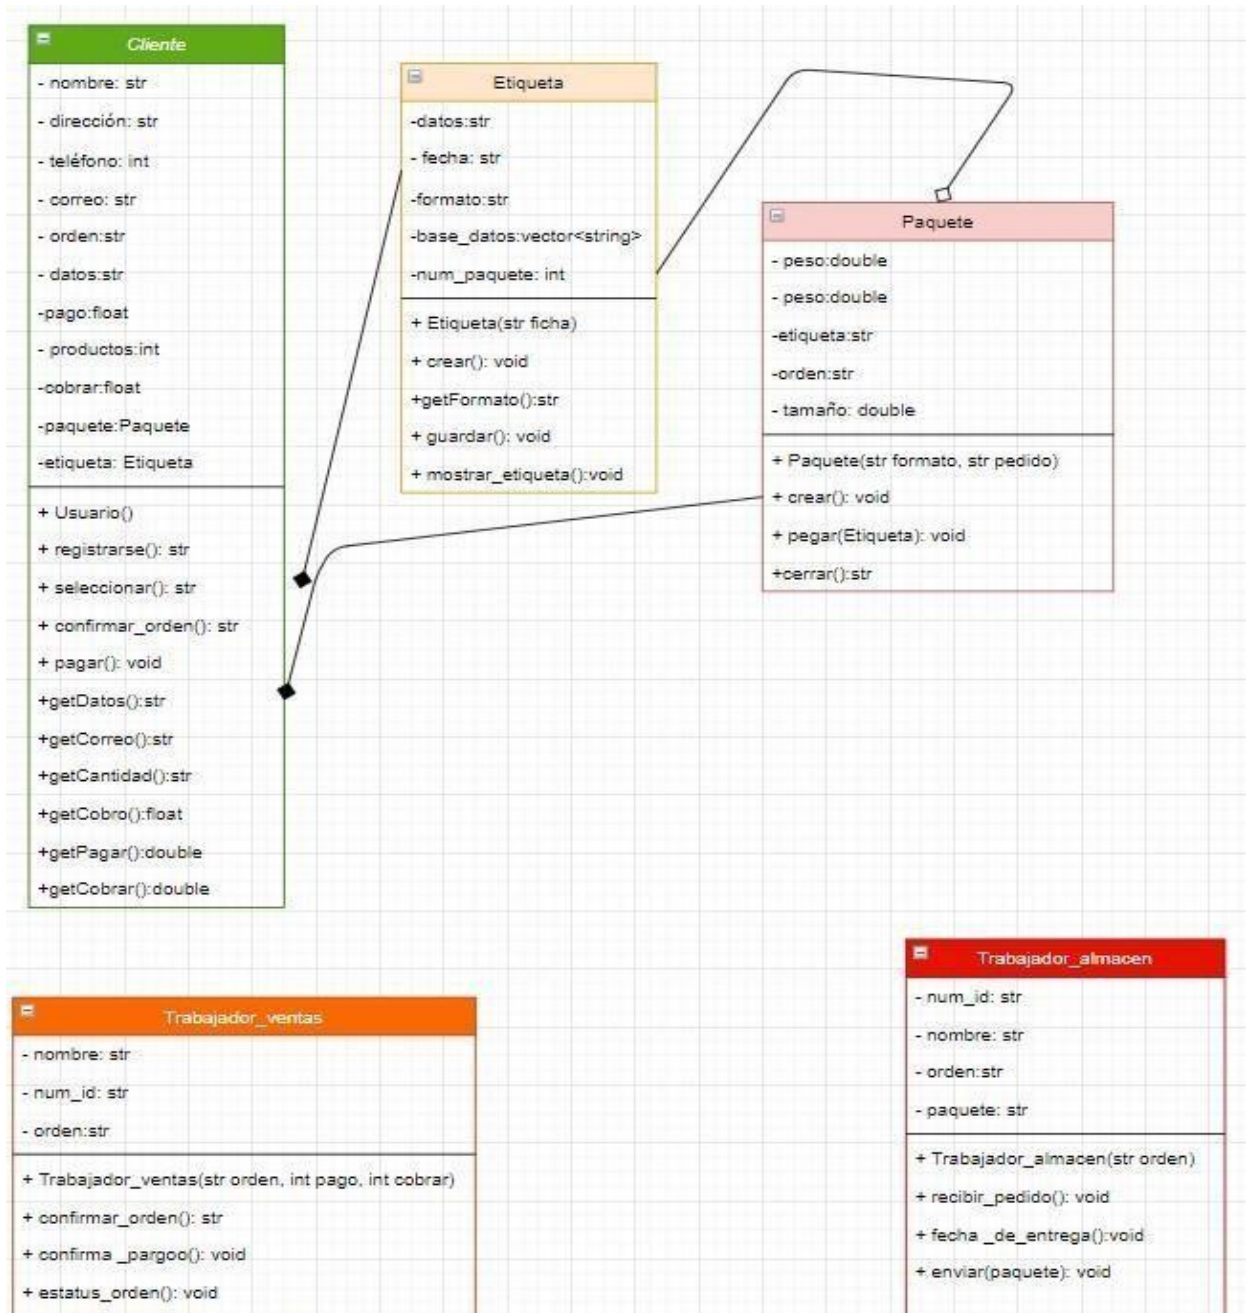 Cliente
- nombre: str
- dirección: str
- teléfono: int
- correo: str
- orden:str
- datos:str
-pago:float
- productos:int
-cobrar:float
-paquete:Paquete
-etiqueta: Etiqueta
+ Usuario()
+ registrarse(): str
+ seleccionar(): str
+ confirmar_orden(): str
+ pagar(): void
+getDatos():str
+getCorreo():str
+getCantidad():str
+getCobro():float
+getPagar():double
+getCobrar():double
Etiqueta
-datos:str
- fecha: str
-formato:str
-base_datos:vector<string>
-num_paquete: int
+ Etiqueta(str ficha)
+ crear(): void
+getFormato():str
+ guardar(): void
+ mostrar_etiqueta():void
Paquete
- peso:double
- peso:double
-etiqueta:str
-orden:str
- tamaño: double
+ Paquete(str formato, str pedido)
+ crear(): void
+ pegar(Etiqueta): void
+cerrar():str
Trabajador_ventas
- nombre: str
- num_id: str
- orden:str
+ Trabajador_ventas(str orden, int pago, int cobrar)
+ confirmar_orden(): str
+ confirma _pargoo(): void
+ estatus_orden(): void
Trabajador_almacen
- num_id: str
- nombre: str
- orden:str
- paquete: str
+ Trabajador_almacen(str orden)
+ recibir_pedido(): void
+ fecha _de_entrega():void
+ enviar(paquete): void